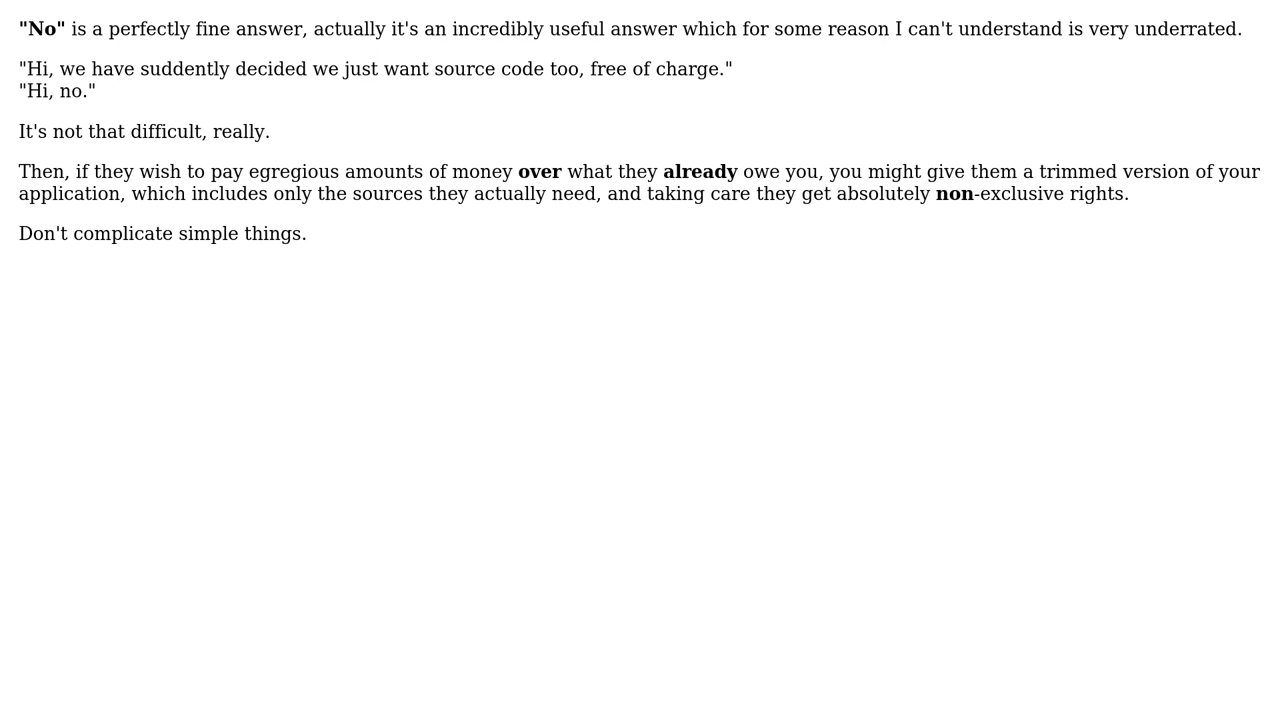 "No" is a perfectly fine answer, actually it's an incredibly useful answer which for some reason I can't understand is very underrated.
"Hi, we have suddently decided we just want source code too, free of charge."
"Hi, no."
It's not that difficult, really.
Then, if they wish to pay egregious amounts of money over what they already owe you, you might give them a trimmed version of your
application, which includes only the sources they actually need, and taking care they get absolutely non-exclusive rights.
Don't complicate simple things.